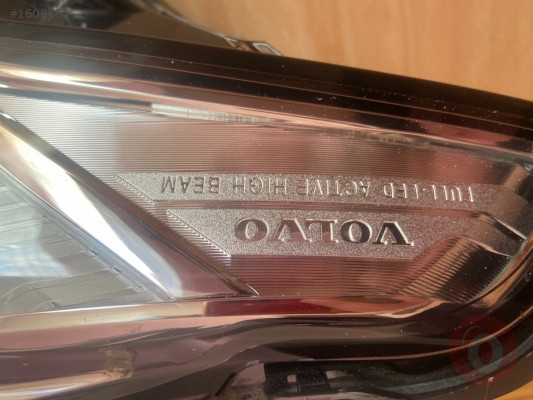 VOLVO
FULL-LED ACTIVE HIGH BEAM